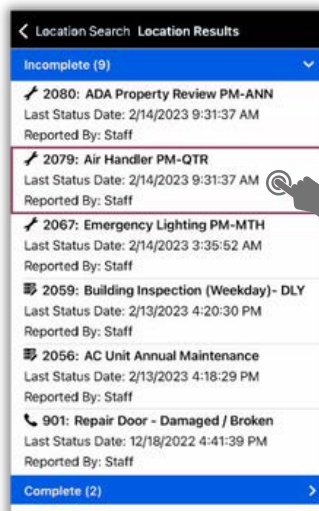 Location Search Location Results
Incomplete (9)
2080: ADA Property Review PM-ANN
Last Status Date: 2/14/2023 9:31:37 AM
Reported By: Staff
2079: Air Handler PM-QTR
Last Status Date: 2/14/2023 9:31:37 AM
Reported By: Staff
2067: Emergency Lighting PM-MTH
Last Status Date: 2/14/2023 3:35:52 AM
Reported By: Staff
2059: Building Inspection (Weekday)- DLY
Last Status Date: 2/13/2023 4:20:30 PM
Reported By: Staff
2056: AC Unit Annual Maintenance
Last Status Date: 2/13/2023 4:18:29 PM
Reported By: Staff
901: Repair Door - Damaged / Broken
Last Status Date: 12/18/2022 4:41:39 PM
Reported By: Staff
Complete (2)